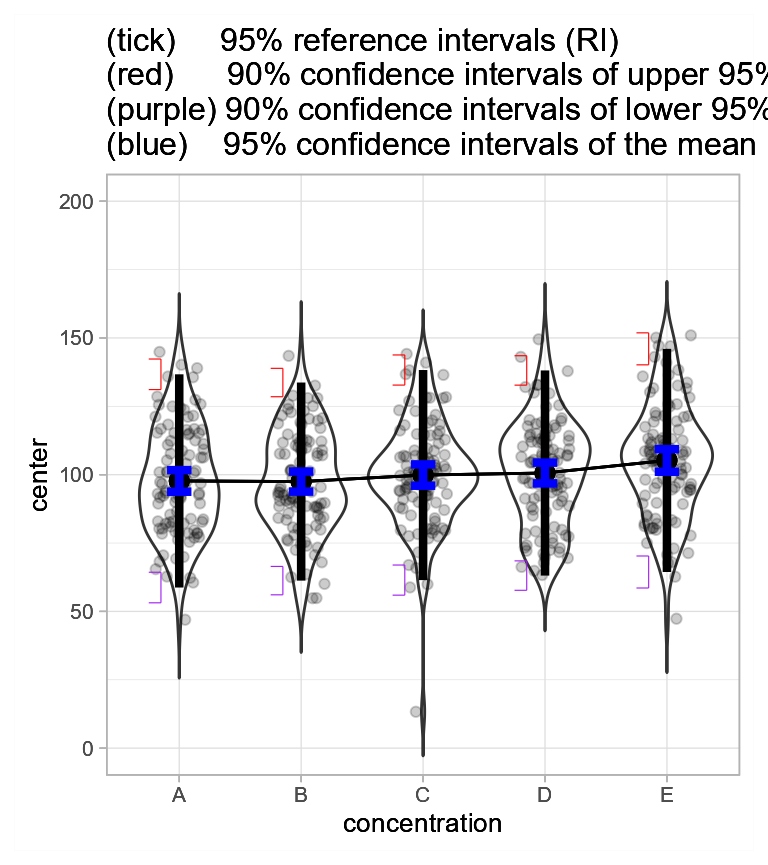 (tick) 95% reference intervals (RI)
(red) 90% confidence intervals of upper 95%
(purple) 90% confidence intervals of lower 95%
(blue) 95% confidence intervals of the mean
200
150
100
50
0
center
A B C D E
concentration